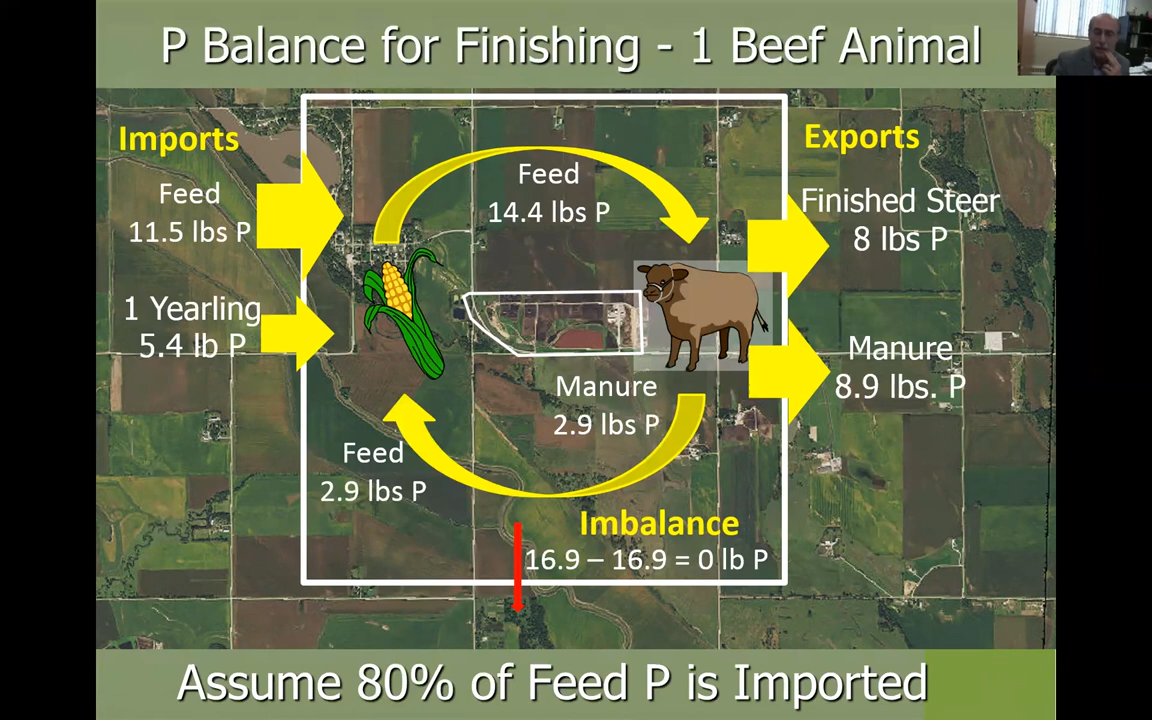 P Balance for Finishing - 1 Beef Animal
Imports
Exports
Feed
11.5 lbs P
Feed
14.4 lbs P
Finished Steer
8 lbs P
1 Yearling
5.4 lb P
Manure
8.9 lbs. P
Manure
2.9 lbs P
Feed
2.9 lbs P
Imbalance
16.9 – 16.9 = 0 lb P
Assume 80% of Feed P is Imported